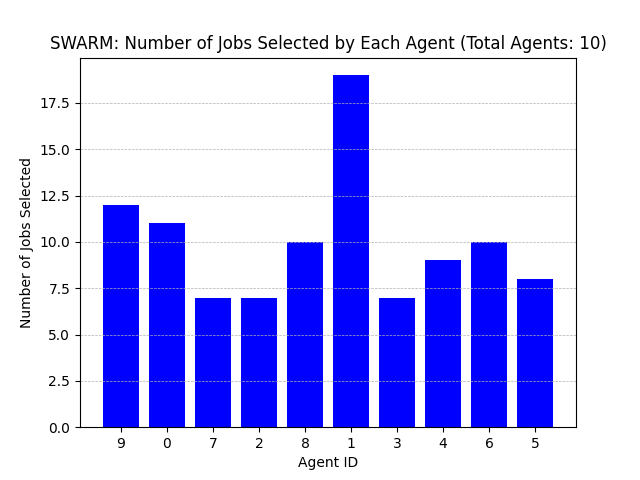 SWARM: Number of Jobs Selected by Each Agent (Total Agents: 10)
Number of Jobs Selected
17.5
15.0
12.5
10.0
7.5
5.0
2.5
0.0
9 0 7 2 8 1 3 4 6 5
Agent ID